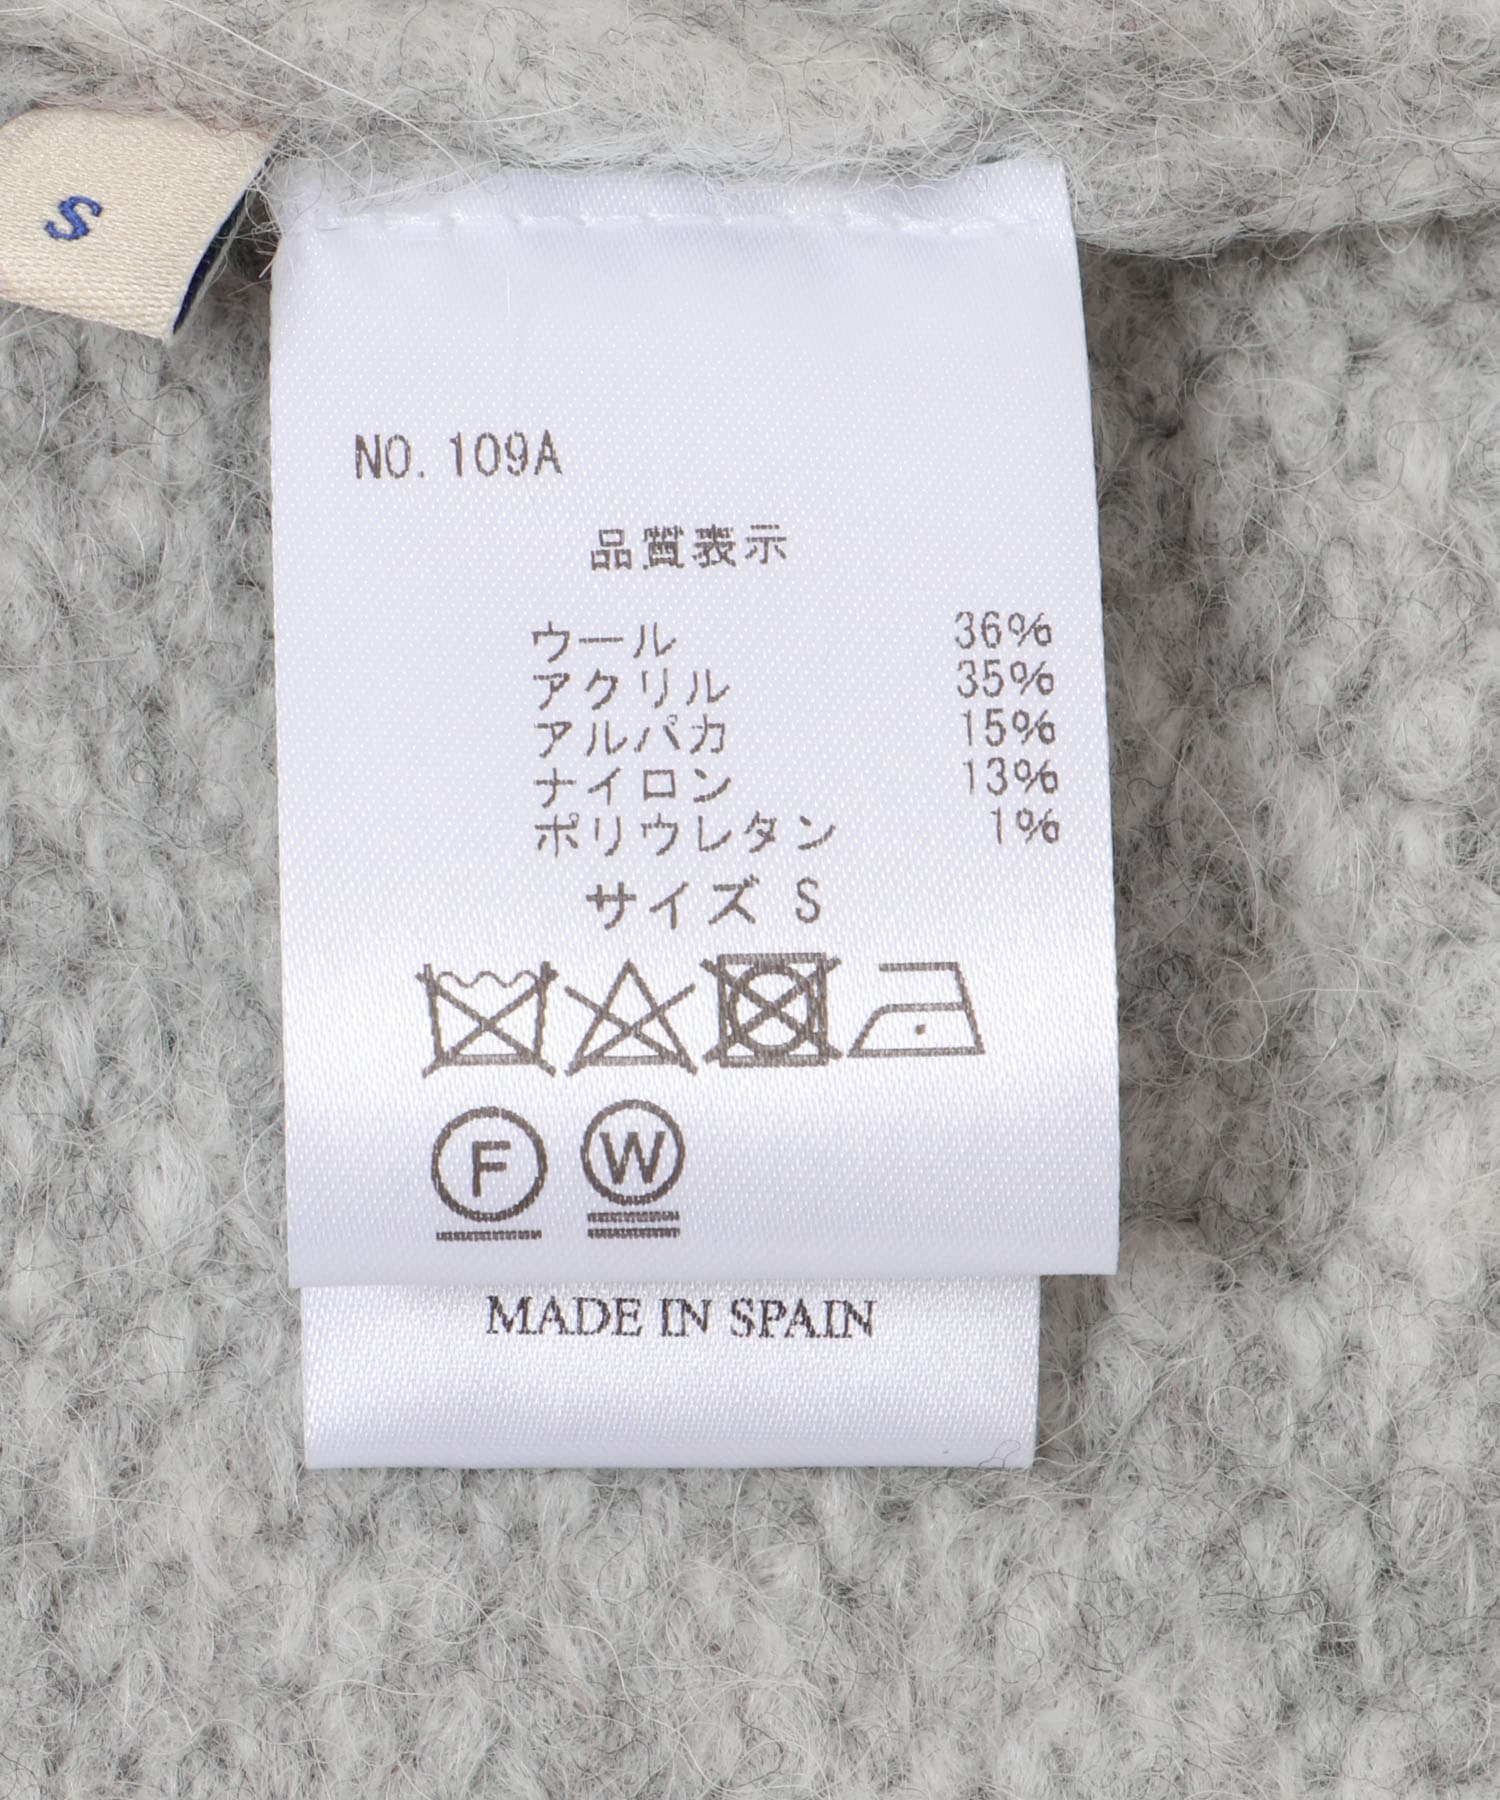 S
NO. 109A
品質表示
ウール 36%
アクリル 35%
アルパカ 15%
ナイロン 13%
ポリウレタン 1%
サイズ S
F W
MADE IN SPAIN